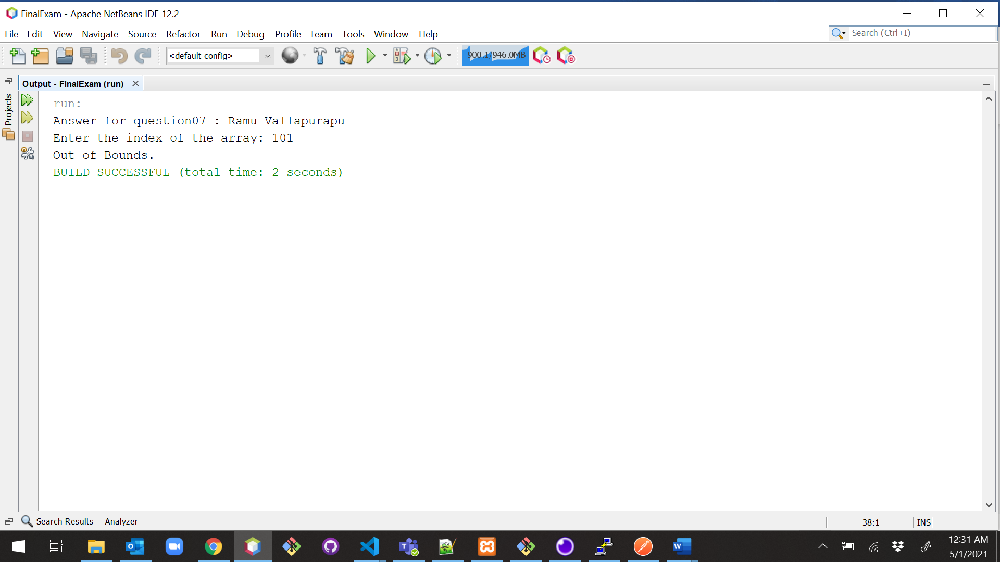 FinalExam - Apache NetBeans IDE 12.2
File Edit View Navigate Source Refactor Run Debug Profile Team Tools Window Help
Search (Ctrl+I)
<default config>
900.1/946.0MB
Output - FinalExam (run)
Projects
run:
Answer for question07 : Ramu Vallapurapu
Enter the index of the array: 101
Out of Bounds.
BUILD SUCCESSFUL (total time: 2 seconds)
Search Results Analyzer
38:1 INS
12:31 AM
5/1/2021